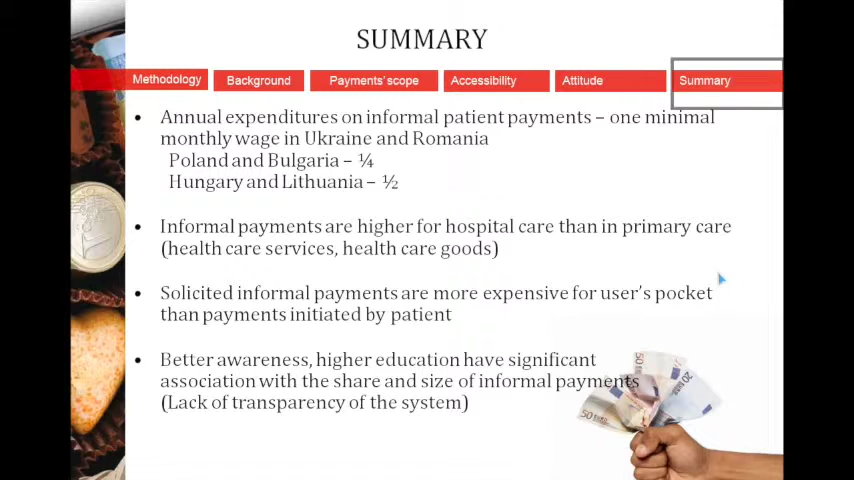 SUMMARY
Methodology
Background
Payments' scope
Accessibility
Attitude
Summary
• Annual expenditures on informal patient payments – one minimal
monthly wage in Ukraine and Romania
Poland and Bulgaria – ¼
Hungary and Lithuania – ½
• Informal payments are higher for hospital care than in primary care
(health care services, health care goods)
• Solicited informal payments are more expensive for user's pocket
than payments initiated by patient
• Better awareness, higher education have significant
association with the share and size of informal payments
(Lack of transparency of the system)
50
20
50